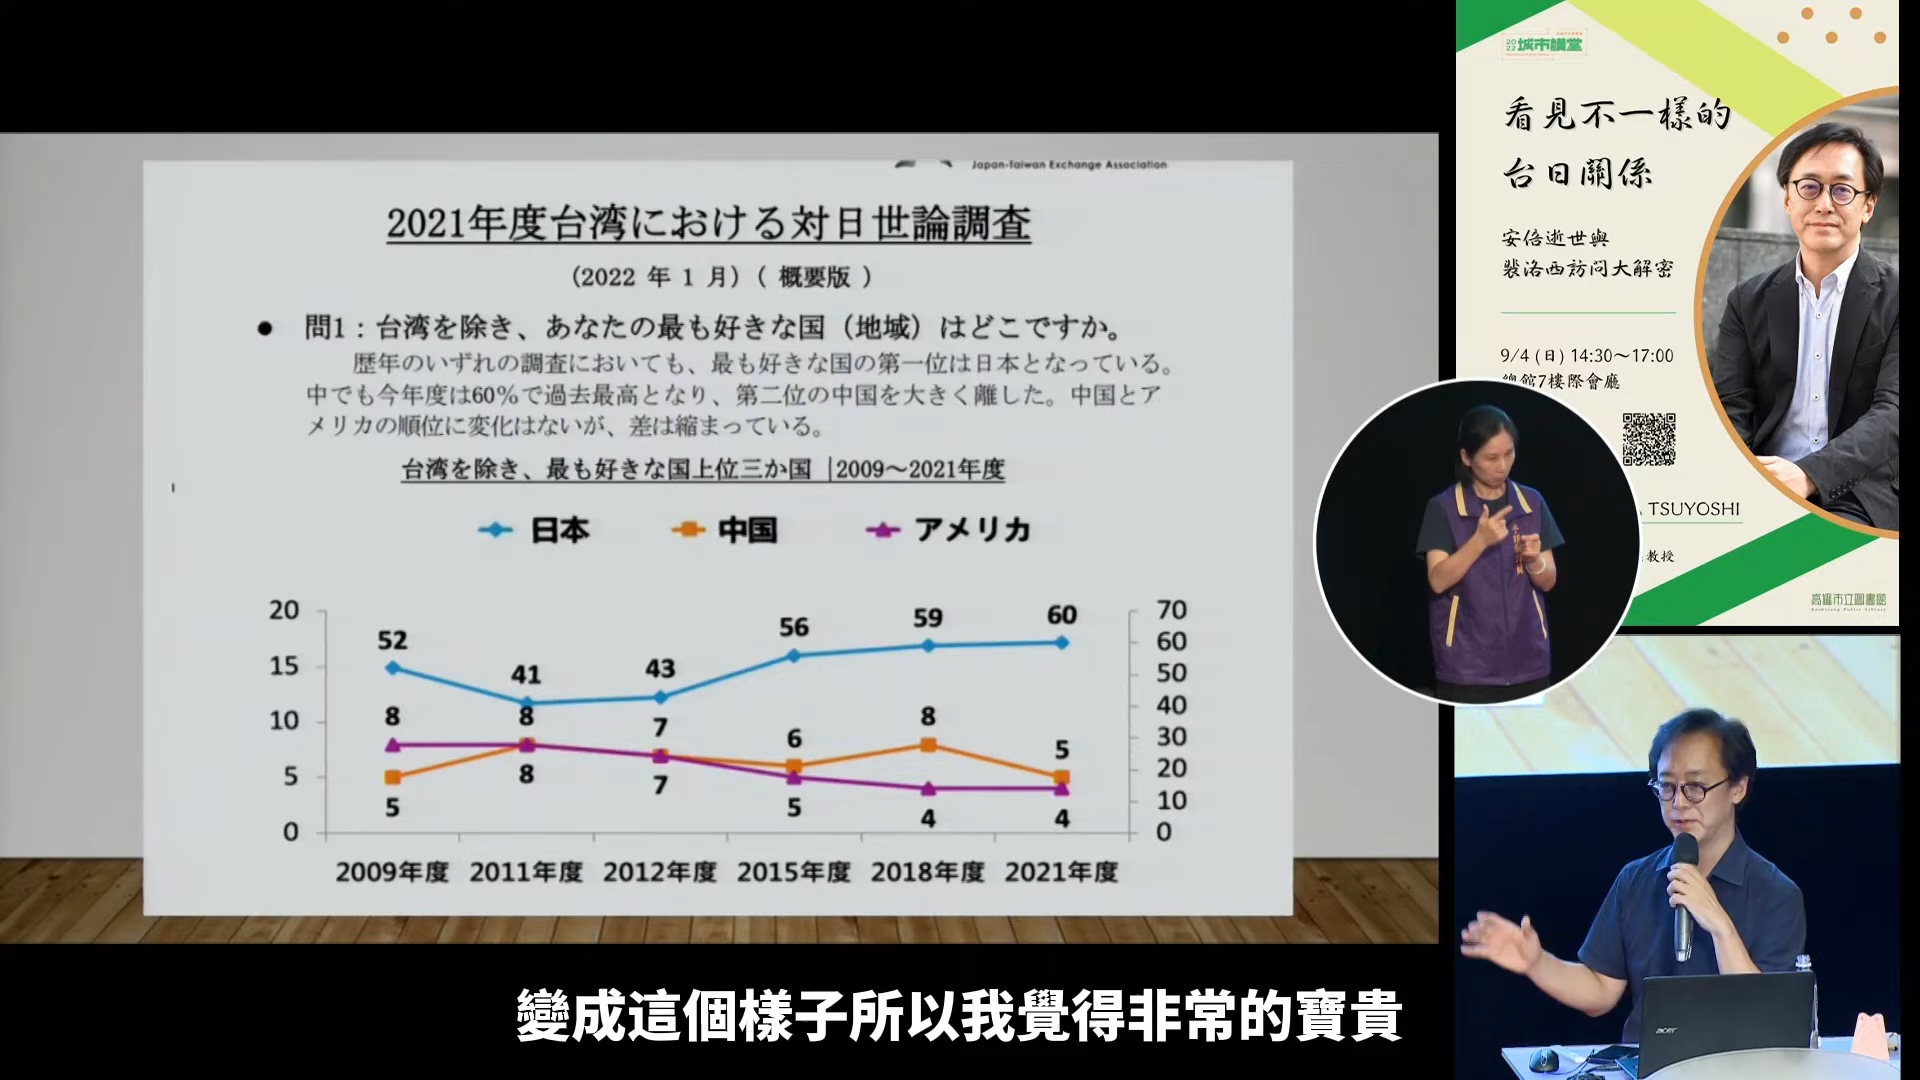 Japan-Taiwan Exchange Association
2021年度台湾における対日世論調査
(2022 年 1 月) ( 概要版 )
● 問1：台湾を除き、あなたの最も好きな国（地域）はどこですか。
歴年のいずれの調査においても、最も好きな国の第一位は日本となっている。
中でも今年度は60%で過去最高となり、第二位の中国を大きく離した。中国とア
メリカの順位に変化はないが、差は縮まっている。
台湾を除き、最も好きな国上位三か国 │2009～2021年度
日本 中国 アメリカ
20 15 10 5 0
70 60 50 40 30 20 10 0
52 41 43 56 59 60
8 8 7 6 8 5
5 8 7 5 4 4
2009年度 2011年度 2012年度 2015年度 2018年度 2021年度
變成這個樣子所以我覺得非常的寶貴
2022 城市講堂
看見不一樣的
台日關係
安倍逝世與
裴洛西訪問大解密
9/4 (日) 14:30～17:00
總館7樓際會廳
TSUYOSHI
教授
高雄市立圖書館
Kaohsiung Public Library
acer